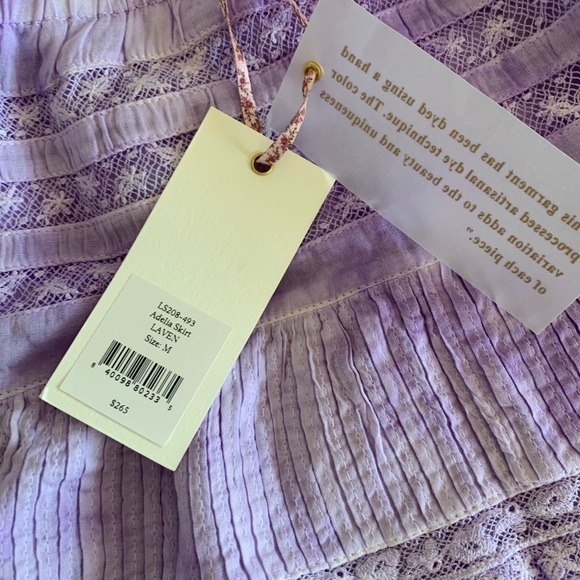 LS208-493
Adelia Skirt
LAVEN
Size: M
8 40098 80233 5
$265
his garment has been dyed using a hand
processed artisanal dye technique. The color
variation adds to the beauty and uniqueness
of each piece.”